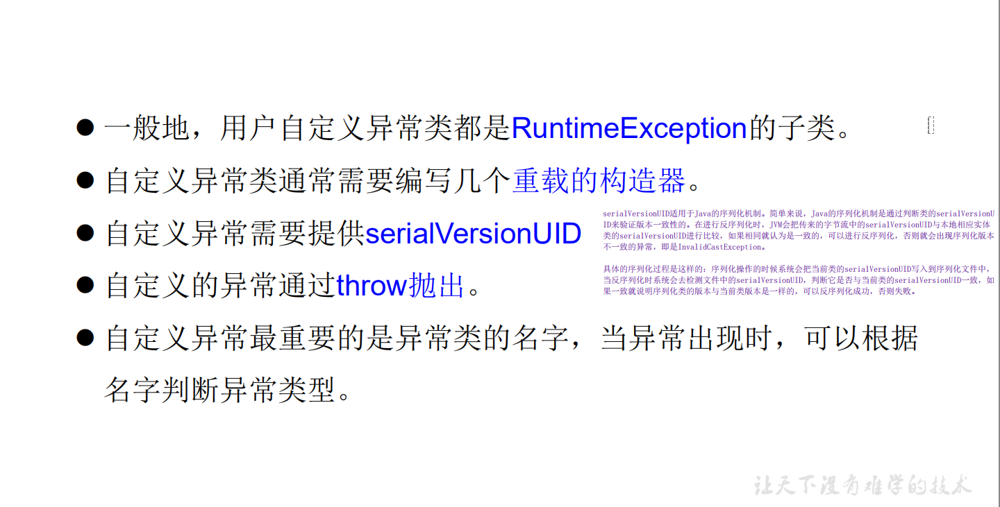 ● 一般地，用户自定义异常类都是RuntimeException的子类。
● 自定义异常类通常需要编写几个重载的构造器。
● 自定义异常需要提供serialVersionUID
● 自定义的异常通过throw抛出。
● 自定义异常最重要的是异常类的名字，当异常出现时，可以根据
名字判断异常类型。
serialVersionUID适用于Java的序列化机制。简单来说，Java的序列化机制是通过判断类的serialVersionU
ID来验证版本一致性的。在进行反序列化时，JVM会把传来的字节流中的serialVersionUID与本地相应实体
类的serialVersionUID进行比较，如果相同就认为是一致的，可以进行反序列化，否则就会出现序列化版本
不一致的异常，即是InvalidCastException。
具体的序列化过程是这样的：序列化操作的时候系统会把当前类的serialVersionUID写入到序列化文件中，
当反序列化时系统会去检测文件中的serialVersionUID，判断它是否与当前类的serialVersionUID一致，如
果一致就说明序列化类的版本与当前类版本是一样的，可以反序列化成功，否则失败。
让天下没有难学的技术